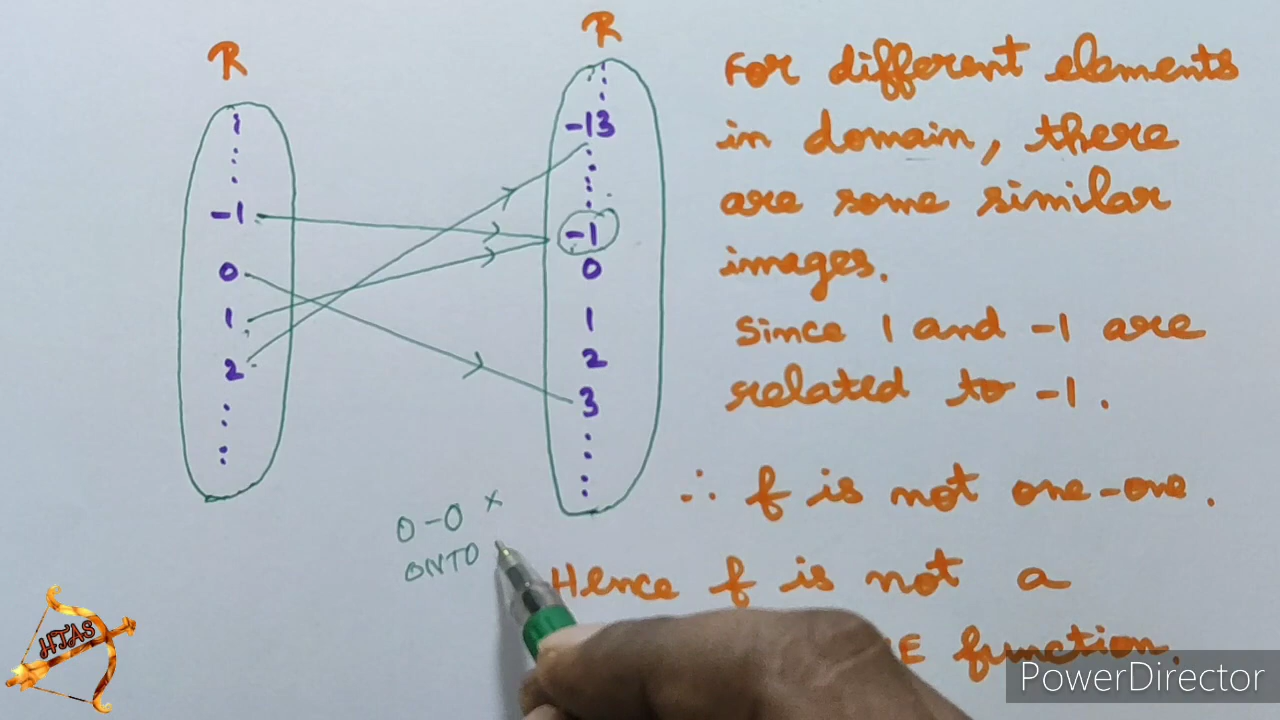 R
R
⋮
-1
0
1
2
⋮
⋮
-13
⋮
-1
0
1
2
3
⋮
For different elements
in domain, there
are some similar
images.
Since 1 and -1 are
related to -1.
∴ f is not one-one.
Hence f is not a
E function.
0-0 ×
ONTO
HTAS
PowerDirector